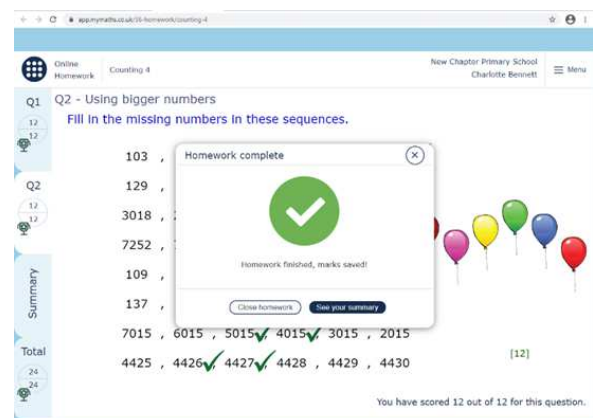 app.mymaths.co.uk/16-homework/counting-4
Online Homework
Counting 4
New Chapter Primary School
Charlotte Bennett
Menu
Q1
12
12
Q2
12
12
Summary
Total
24
24
Q2 - Using bigger numbers
Fill in the missing numbers in these sequences.
103 ,
129 ,
3018 ,
7252 ,
109 ,
137 ,
7015 , 6015 , 5015 , 4015 , 3015 , 2015
4425 , 4426 , 4427 , 4428 , 4429 , 4430
Homework complete
Homework finished, marks saved!
Close homework
See your summary
[12]
You have scored 12 out of 12 for this question.